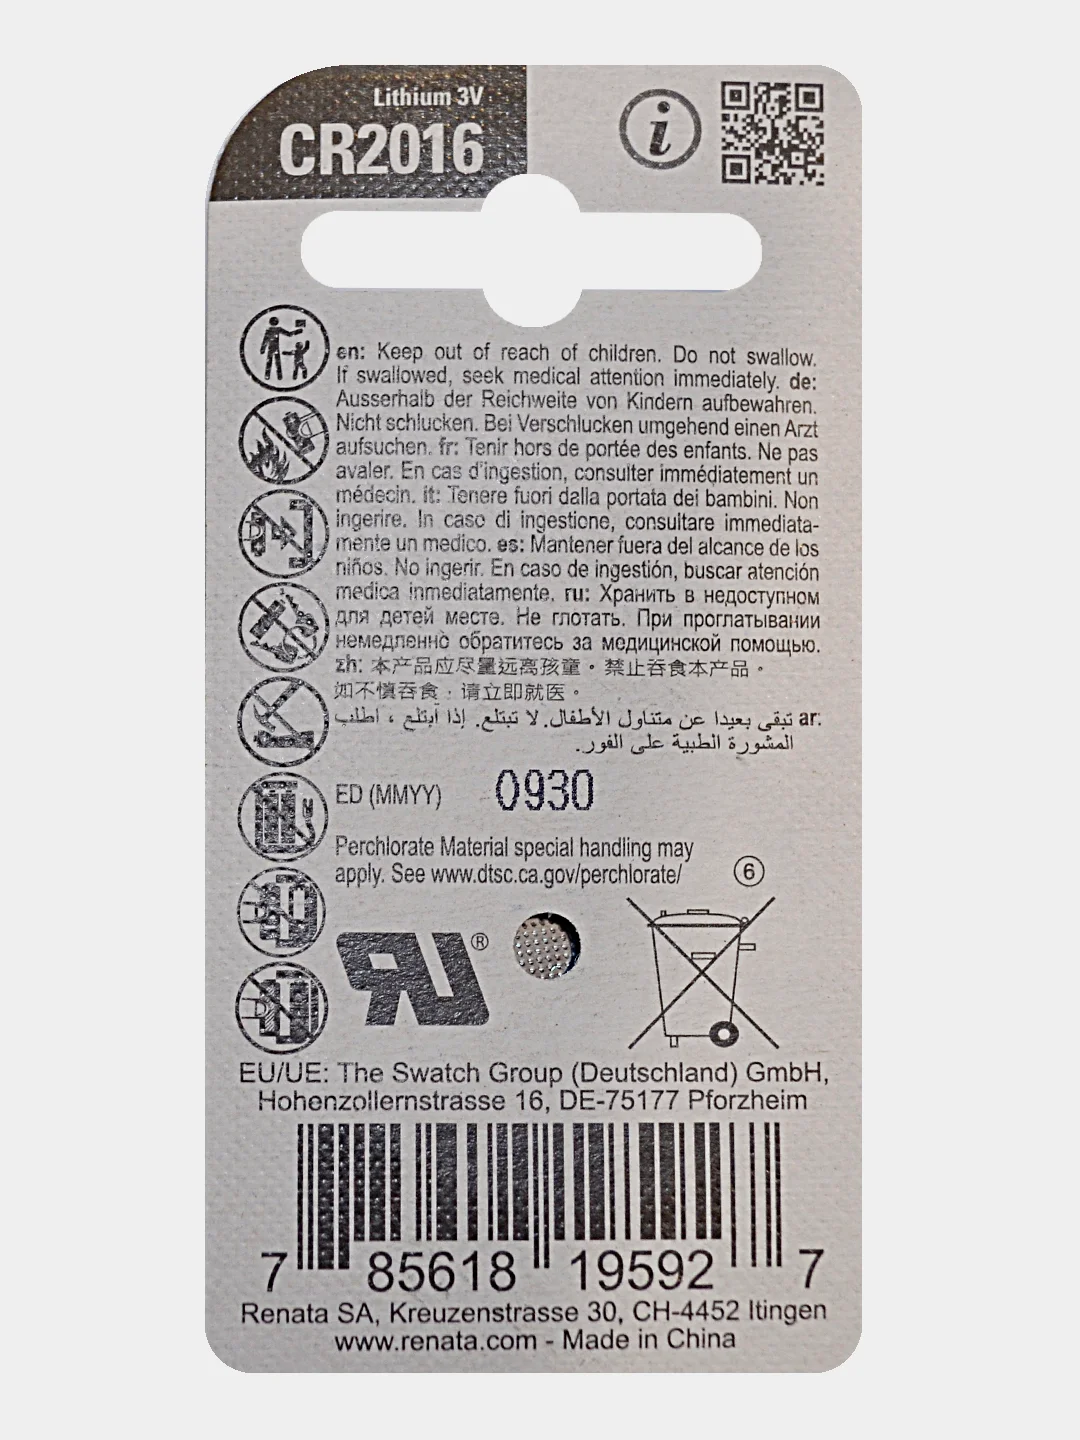 Lithium 3V
CR2016
i
en: Keep out of reach of children. Do not swallow.
If swallowed, seek medical attention immediately. de:
Ausserhalb der Reichweite von Kindern aufbewahren.
Nicht schlucken. Bei Verschlucken umgehend einen Arzt
aufsuchen. fr: Tenir hors de portée des enfants. Ne pas
avaler. En cas d'ingestion, consulter immédiatement un
médecin. it: Tenere fuori dalla portata dei bambini. Non
ingerire. In caso di ingestione, consultare immediata-
mente un medico. es: Mantener fuera del alcance de los
niños. No ingerir. En caso de ingestión, buscar atención
medica inmediatamente. ru: Хранить в недоступном
для детей месте. Не глотать. При проглатывании
немедленно обратитесь за медицинской помощью.
zh: 本产品应尽量远离孩童。禁止吞食本产品。
如不慎吞食，请立即就医。
ar: تبقى بعيدا عن متناول الأطفال. لا تبتلع. إذا أبتلع ، اطلب
المشورة الطبية على الفور.
ED (MMYY) 0930
Perchlorate Material special handling may
apply. See www.dtsc.ca.gov/perchlorate/
6
RU ®
EU/UE: The Swatch Group (Deutschland) GmbH,
Hohenzollernstrasse 16, DE-75177 Pforzheim
7 85618 19592 7
Renata SA, Kreuzenstrasse 30, CH-4452 Itingen
www.renata.com - Made in China